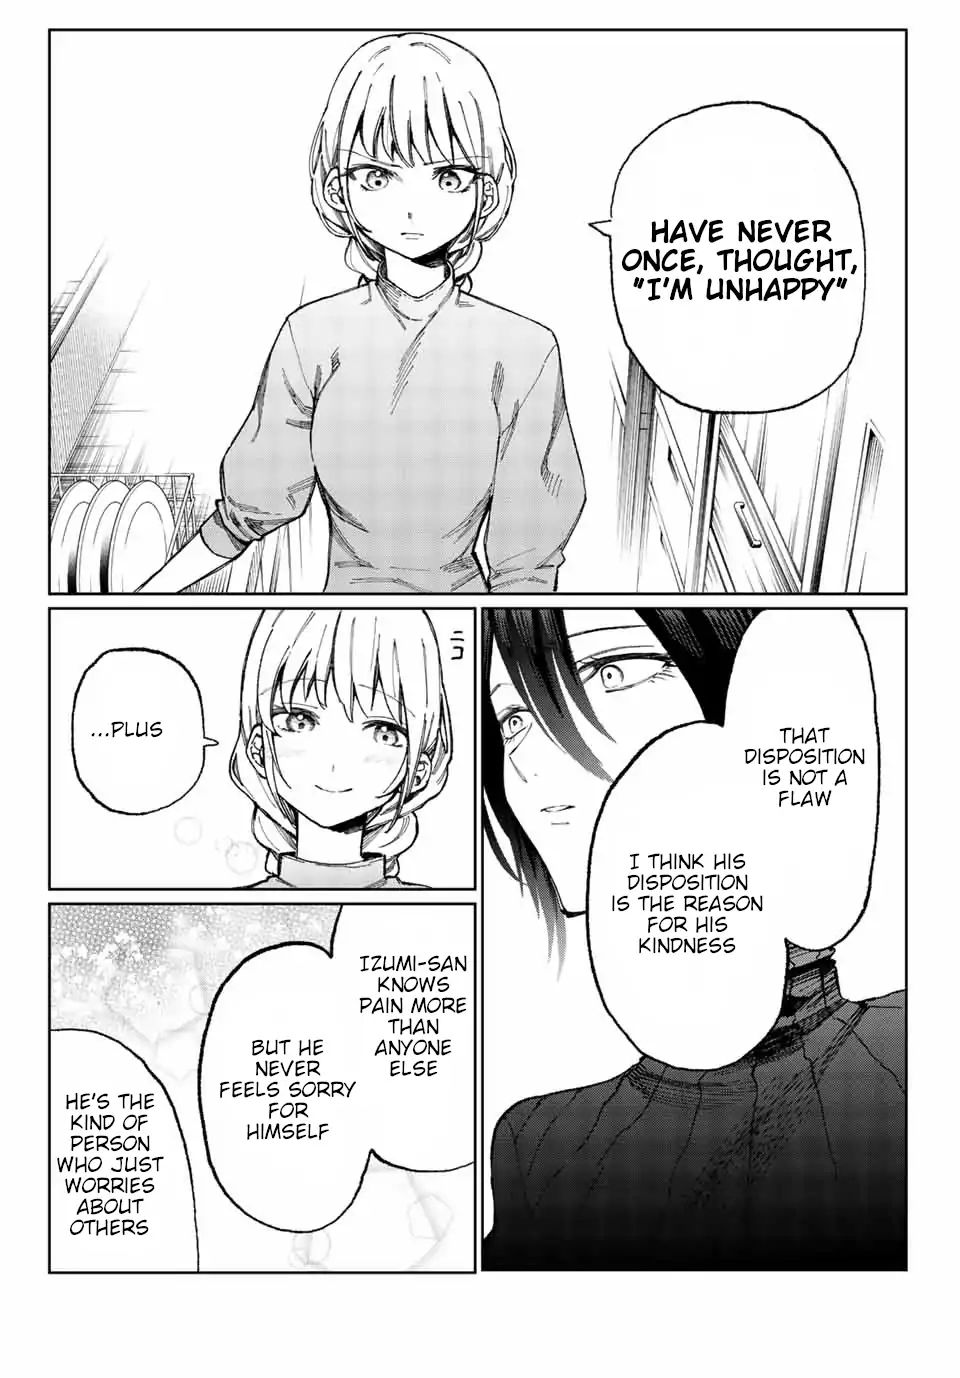 HAVE NEVER
ONCE, THOUGHT,
"I'M UNHAPPY"
THAT
DISPOSITION
IS NOT A
FLAW
I THINK HIS
DISPOSITION
IS THE REASON
FOR HIS
KINDNESS
...PLUS
ニコ
IZUMI-SAN
KNOWS
PAIN MORE
THAN
ANYONE
ELSE
BUT HE
NEVER
FEELS SORRY
FOR
HIMSELF
HE'S THE
KIND OF
PERSON
WHO JUST
WORRIES
ABOUT
OTHERS